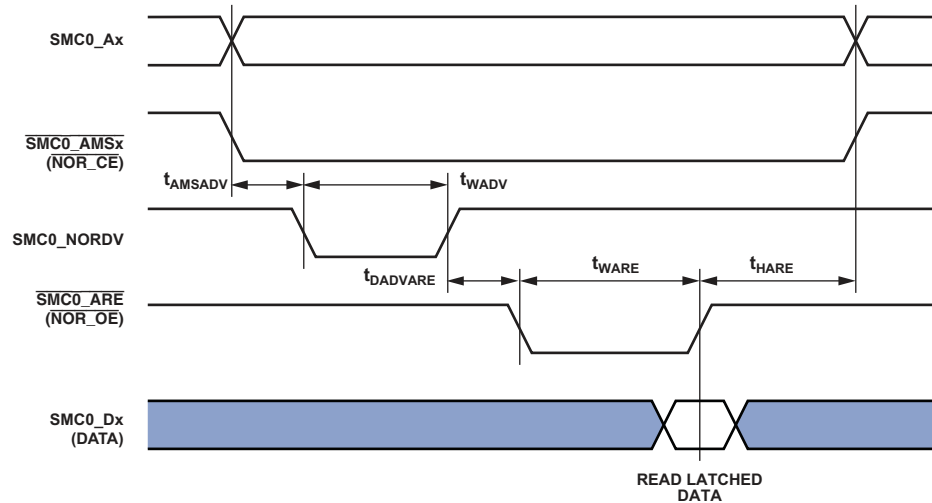 SMC0_Ax
SMC0_AMSx
(NOR_CE)
tAMSADV
tWADV
SMC0_NORDV
tDADVARE
tWARE
tHARE
SMC0_ARE
(NOR_OE)
SMC0_Dx
(DATA)
READ LATCHED
DATA